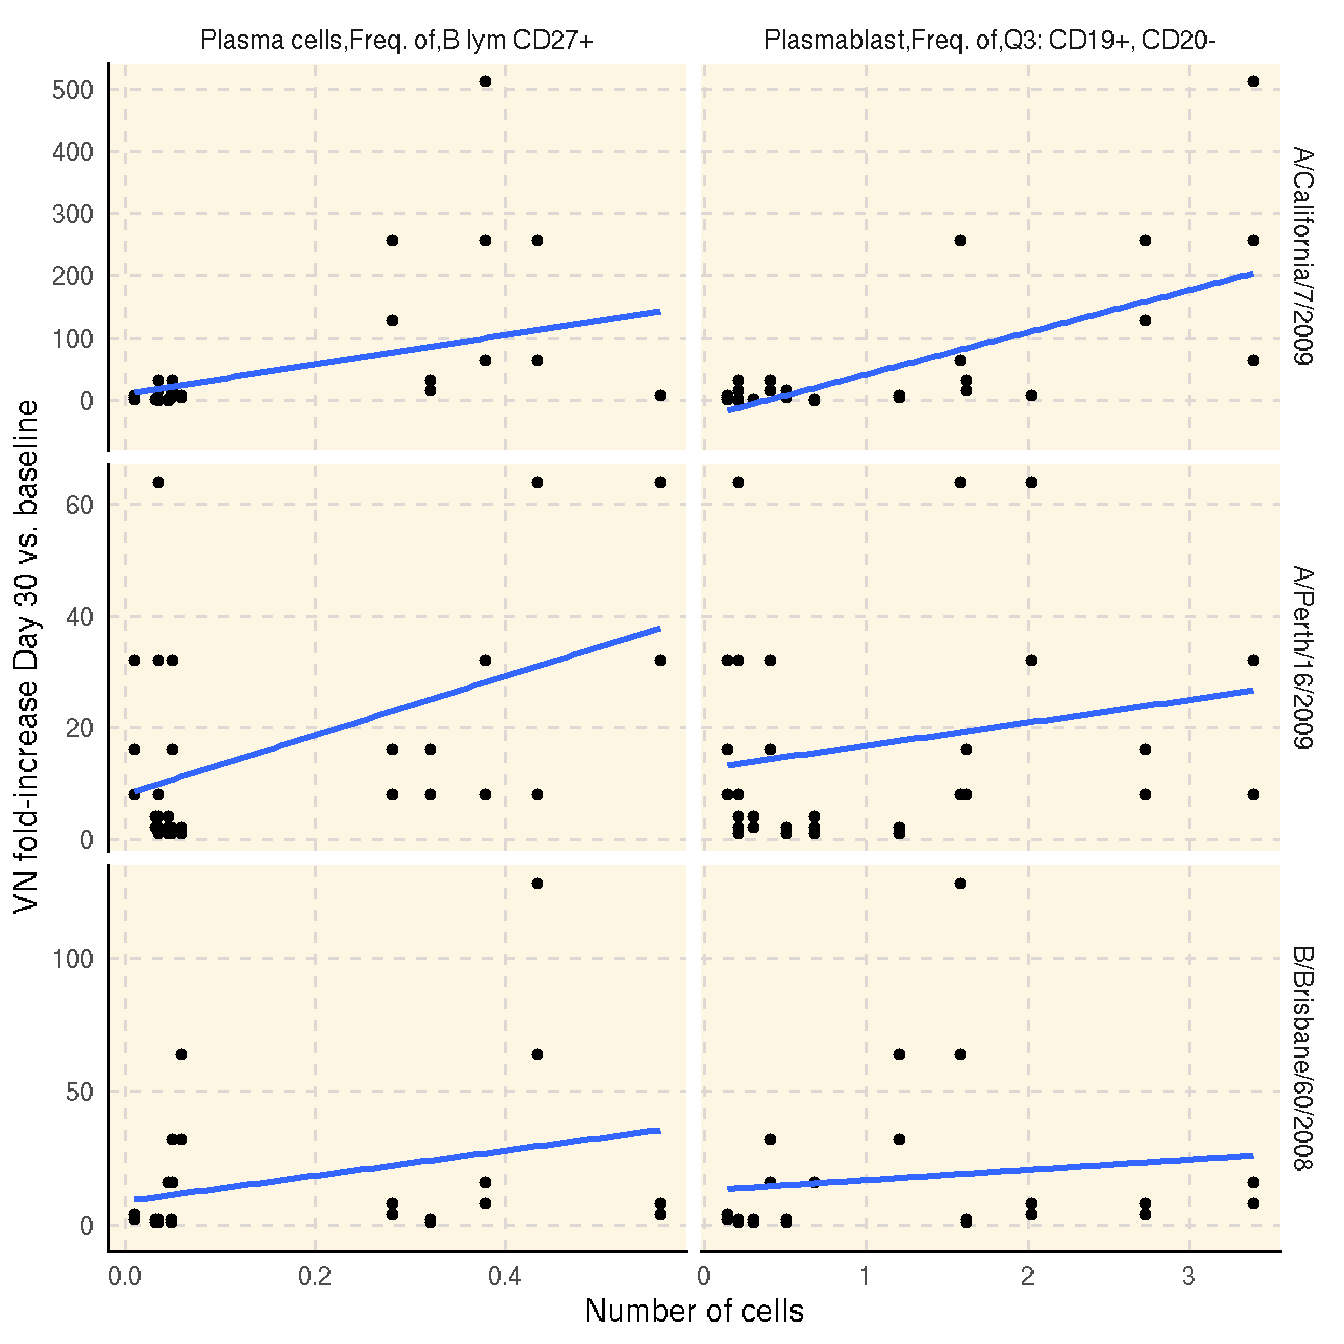 Plasma cells,Freq. of,B lym CD27+
Plasmablast,Freq. of,Q3: CD19+, CD20-
500
400
300
200
100
0
A/California/7/2009
60
40
20
0
A/Perth/16/2009
100
50
0
B/Brisbane/60/2008
VN fold-increase Day 30 vs. baseline
0.0
0.2
0.4
0
1
2
3
Number of cells